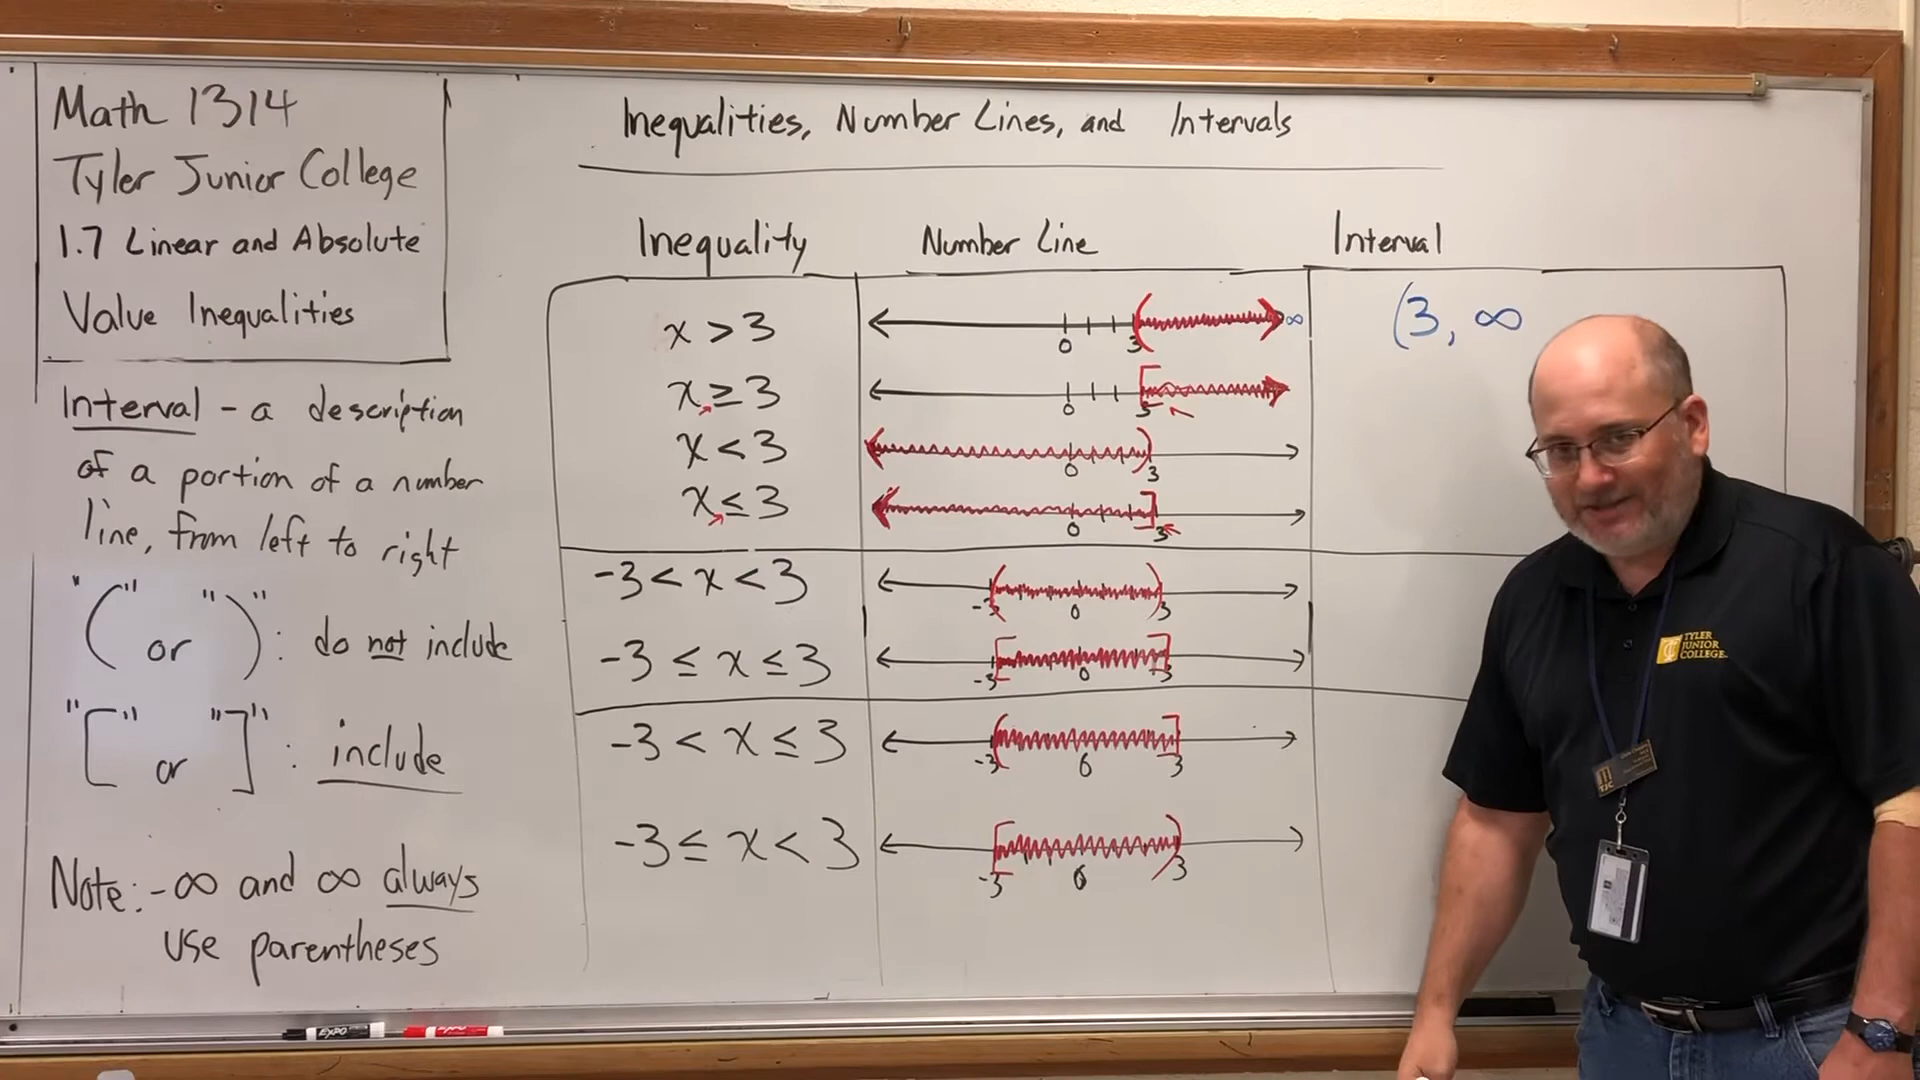 Math 1314
Tyler Junior College
1.7 Linear and Absolute
Value Inequalities
Interval - a description
of a portion of a number
line, from left to right
"(" or ")": do not include
"[" or "]": include
Note: -∞ and ∞ always
use parentheses
Inequalities, Number Lines, and Intervals
Inequality Number Line Interval
x > 3 0 3 ∞ (3, ∞
x ≥ 3 0 3
x < 3 0 3
x ≤ 3 0 3
-3 < x < 3 -3 0 3
-3 ≤ x ≤ 3 -3 0 3
-3 < x ≤ 3 -3 0 3
-3 ≤ x < 3 -3 0 3
TYLER
JUNIOR
COLLEGE
TJC
EXPO